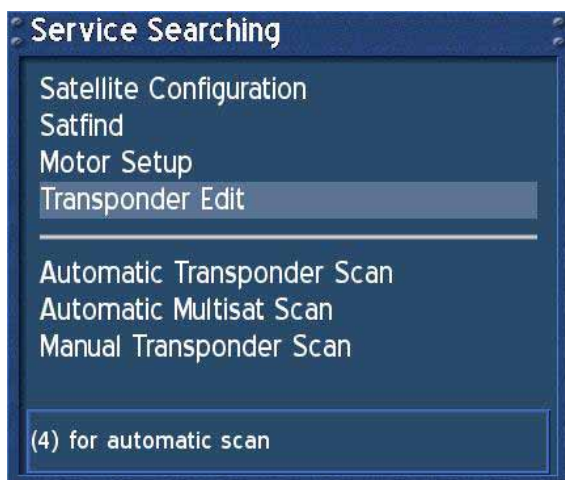 Service Searching
Satellite Configuration
Satfind
Motor Setup
Transponder Edit
Automatic Transponder Scan
Automatic Multisat Scan
Manual Transponder Scan
(4) for automatic scan